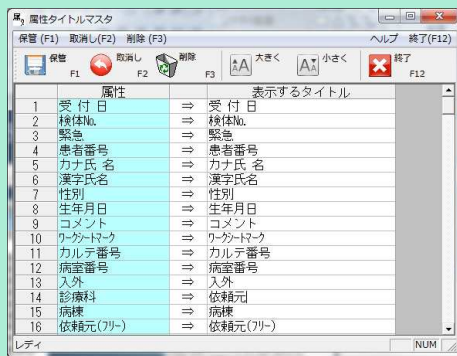 属性タイトルマスタ
保管(F1) 取消し(F2) 削除(F3) ヘルプ 終了(F12)
保管 F1 取消し F2 削除 F3 大きく 小さく 終了 F12
属性 表示するタイトル
1 受 付 日 ⇒ 受 付 日
2 検体No. ⇒ 検体No.
3 緊急 ⇒ 緊急
4 患者番号 ⇒ 患者番号
5 カナ氏 名 ⇒ カナ氏 名
6 漢字氏名 ⇒ 漢字氏名
7 性別 ⇒ 性別
8 生年月日 ⇒ 生年月日
9 コメント ⇒ コメント
10 ワークシートマーク ⇒ ワークシートマーク
11 カルテ番号 ⇒ カルテ番号
12 病室番号 ⇒ 病室番号
13 入外 ⇒ 入外
14 診療科 ⇒ 依頼元
15 病棟 ⇒ 病棟
16 依頼元(フリー) ⇒ 依頼元(フリー)
レディ NUM